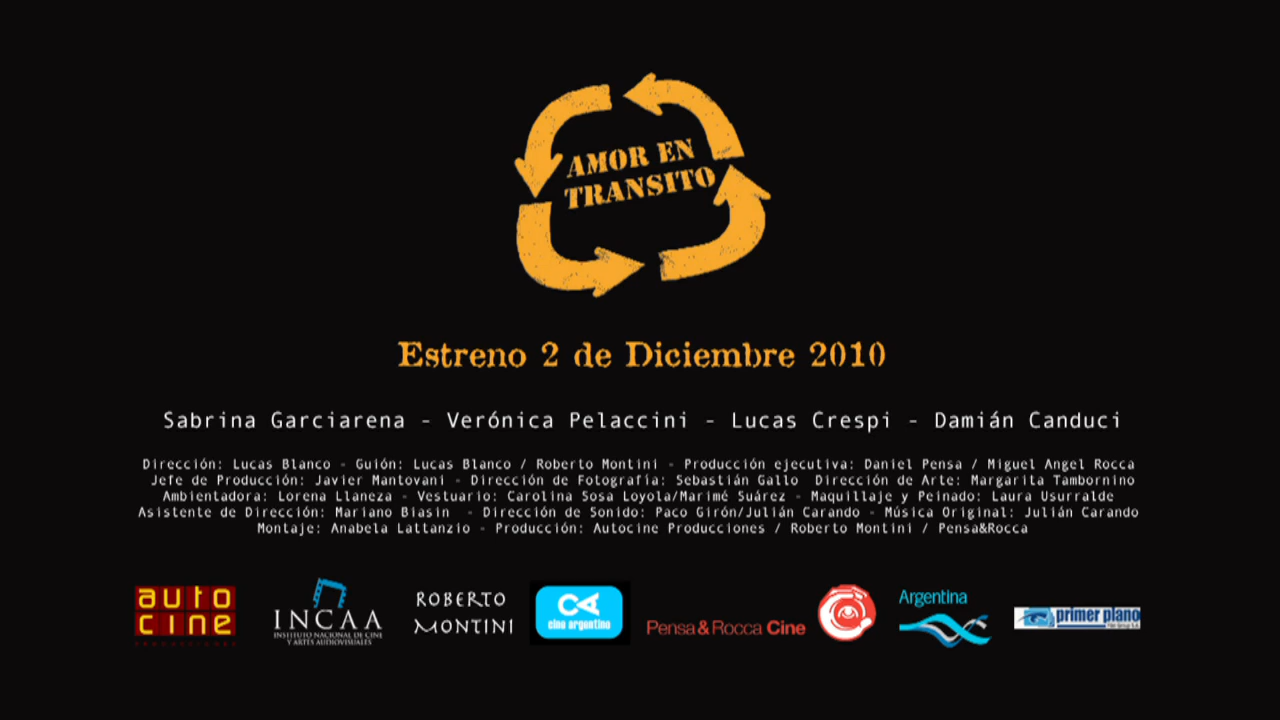 AMOR EN
TRANSITO
Estreno 2 de Diciembre 2010
Sabrina Garciarena - Verónica Pelaccini - Lucas Crespi - Damián Canduci
Dirección: Lucas Blanco - Guión: Lucas Blanco / Roberto Montini - Producción ejecutiva: Daniel Pensa / Miguel Angel Rocca
Jefe de Producción: Javier Mantovani - Dirección de Fotografía: Sebastián Gallo  Dirección de Arte: Margarita Tambornino
Ambientadora: Lorena Llaneza - Vestuario: Carolina Sosa Loyola/Marimé Suárez - Maquillaje y Peinado: Laura Usurralde
Asistente de Dirección: Mariano Biasin  - Dirección de Sonido: Paco Girón/Julián Carando - Música Original: Julián Carando
Montaje: Anabela Lattanzio - Producción: Autocine Producciones / Roberto Montini / Pensa&Rocca
auto
cine
INCAA
INSTITUTO NACIONAL DE CINE
Y ARTES AUDIOVISUALES
ROBERTO
MONTINI
CA
cine argentino
Pensa&Rocca Cine
Argentina
primer plano